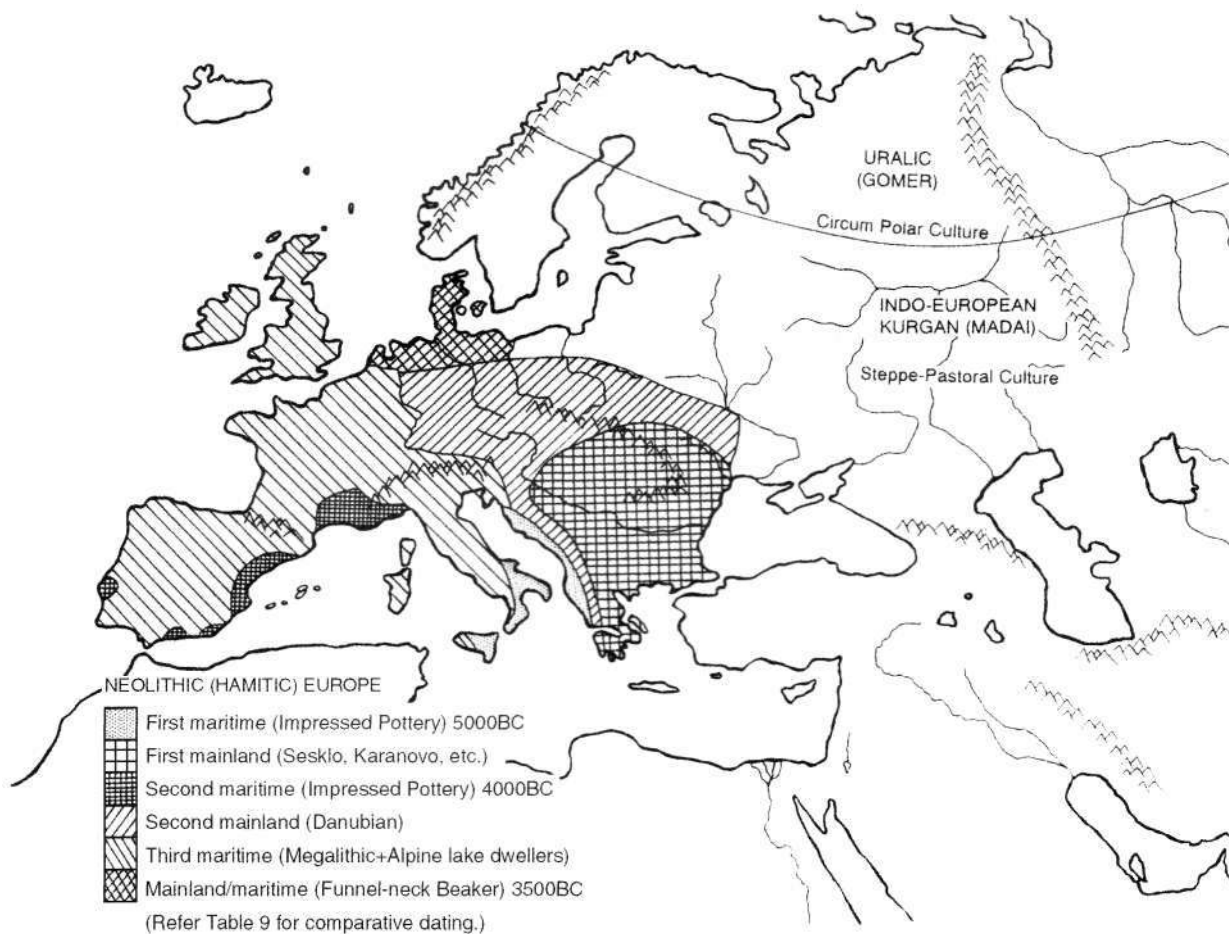 URALIC
(GOMER)
Circum Polar Culture
INDO-EUROPEAN
KURGAN (MADAI)
Steppe-Pastoral Culture
NEOLITHIC (HAMITIC) EUROPE
First maritime (Impressed Pottery) 5000BC
First mainland (Sesklo, Karanovo, etc.)
Second maritime (Impressed Pottery) 4000BC
Second mainland (Danubian)
Third maritime (Megalithic+Alpine lake dwellers)
Mainland/maritime (Funnel-neck Beaker) 3500BC
(Refer Table 9 for comparative dating.)